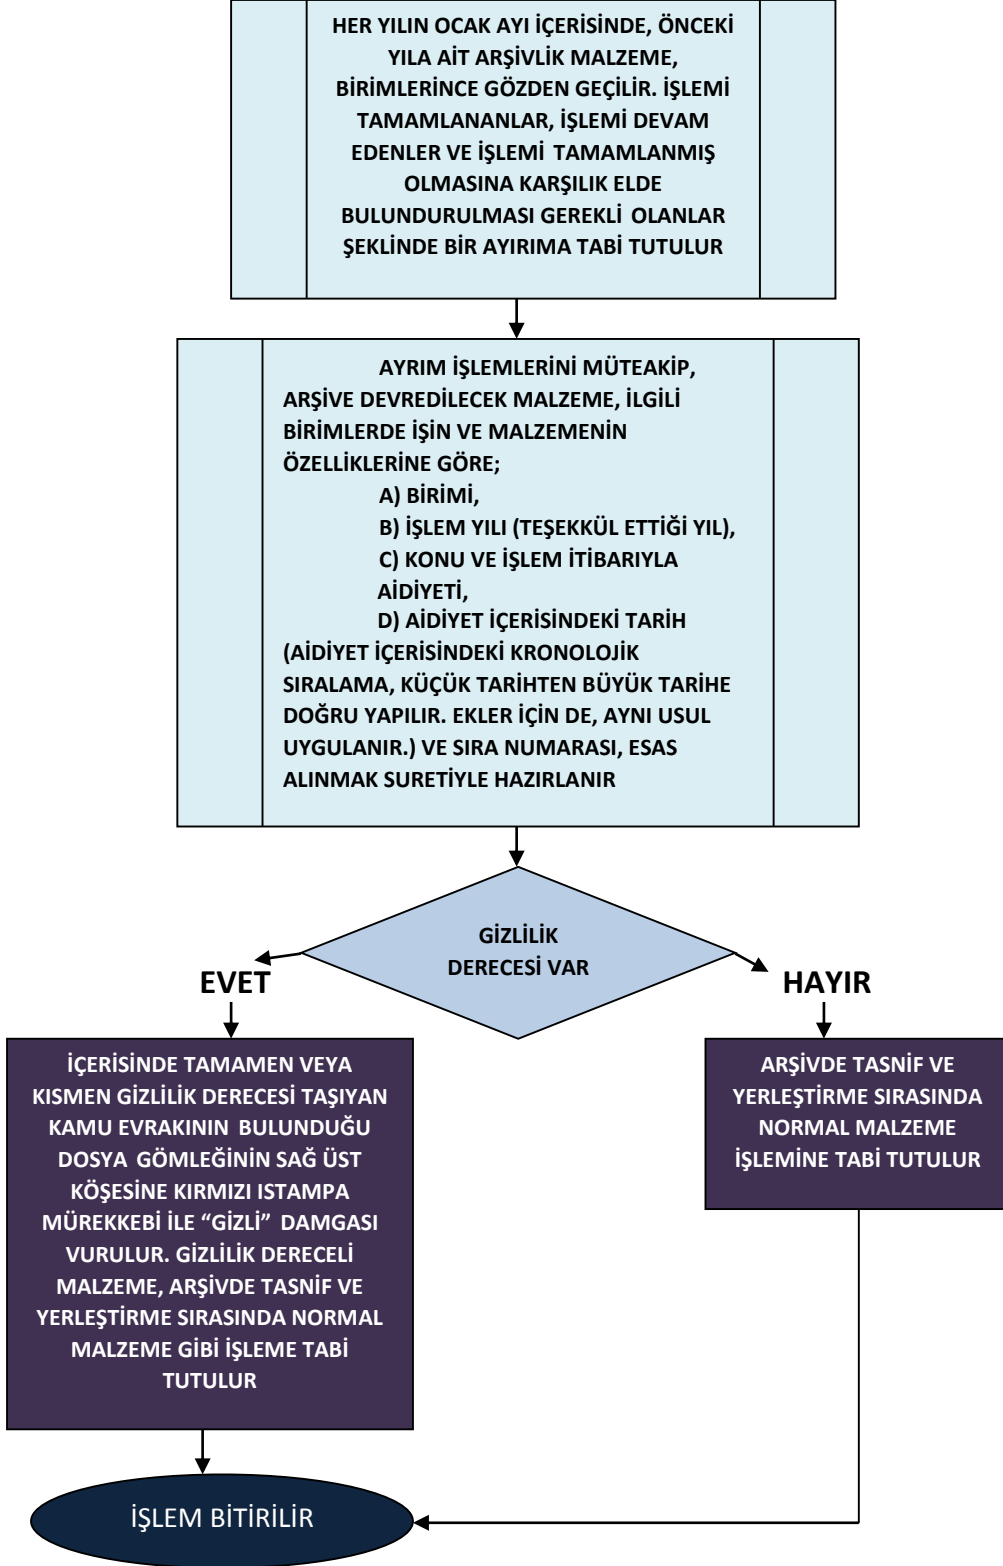 HER YILIN OCAK AYI İÇERİSİNDE, ÖNCEKİ
YILA AİT ARŞİVLİK MALZEME,
BİRİMLERİNCE GÖZDEN GEÇİLİR. İŞLEMİ
TAMAMLANANLAR, İŞLEMİ DEVAM
EDENLER VE İŞLEMİ TAMAMLANMIŞ
OLMASINA KARŞILIK ELDE
BULUNDURULMASI GEREKLİ OLANLAR
ŞEKLİNDE BİR AYIRIMA TABİ TUTULUR
AYRIM İŞLEMLERİNİ MÜTEAKİP,
ARŞİVE DEVREDİLECEK MALZEME, İLGİLİ
BİRİMLERDE İŞİN VE MALZEMENİN
ÖZELLİKLERİNE GÖRE;
A) BİRİMİ,
B) İŞLEM YILI (TEŞEKKÜL ETTİĞİ YIL),
C) KONU VE İŞLEM İTİBARIYLA
AİDİYETİ,
D) AİDİYET İÇERİSİNDEKİ TARİH
(AİDİYET İÇERİSİNDEKİ KRONOLOJİK
SIRALAMA, KÜÇÜK TARİHTEN BÜYÜK TARİHE
DOĞRU YAPILIR. EKLER İÇİN DE, AYNI USUL
UYGULANIR.) VE SIRA NUMARASI, ESAS
ALINMAK SURETİYLE HAZIRLANIR
GİZLİLİK
DERECESİ VAR
EVET
HAYIR
İÇERİSİNDE TAMAMEN VEYA
KISMEN GİZLİLİK DERECESİ TAŞIYAN
KAMU EVRAKININ BULUNDUĞU
DOSYA GÖMLEĞİNİN SAĞ ÜST
KÖŞESİNE KIRMIZI ISTAMPA
MÜREKKEBİ İLE “GİZLİ” DAMGASI
VURULUR. GİZLİLİK DERECELİ
MALZEME, ARŞİVDE TASNİF VE
YERLEŞTİRME SIRASINDA NORMAL
MALZEME GİBİ İŞLEME TABİ
TUTULUR
ARŞİVDE TASNİF VE
YERLEŞTİRME SIRASINDA
NORMAL MALZEME
İŞLEMİNE TABİ TUTULUR
İŞLEM BİTİRİLİR